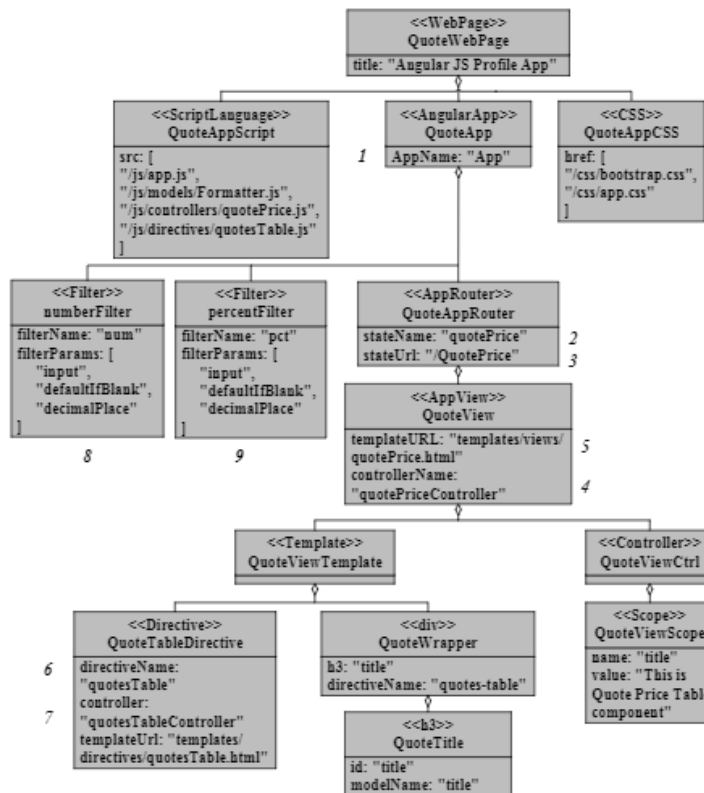 <<WebPage>>
QuoteWebPage
title: "Angular JS Profile App"
<<ScriptLanguage>>
QuoteAppScript
src: [
"/js/app.js",
"/js/models/Formatter.js",
"/js/controllers/quotePrice.js",
"/js/directives/quotesTable.js"
]
<<AngularApp>>
QuoteApp
1
AppName: "App"
<<CSS>>
QuoteAppCSS
href: [
"/css/bootstrap.css",
"/css/app.css"
]
<<Filter>>
numberFilter
filterName: "num"
filterParams: [
"input",
"defaultIfBlank",
"decimalPlace"
]
8
<<Filter>>
percentFilter
filterName: "pct"
filterParams: [
"input",
"defaultIfBlank",
"decimalPlace"
]
9
<<AppRouter>>
QuoteAppRouter
stateName: "quotePrice"
2
stateUrl: "/QuotePrice"
3
<<AppView>>
QuoteView
templateURL: "templates/views/
quotePrice.html"
5
controllerName:
"quotePriceController"
4
<<Template>>
QuoteViewTemplate
<<Controller>>
QuoteViewCtrl
<<Directive>>
QuoteTableDirective
6
directiveName:
"quotesTable"
controller:
7
"quotesTableController"
templateUrl: "templates/
directives/quotesTable.html"
<<div>>
QuoteWrapper
h3: "title"
directiveName: "quotes-table"
<<h3>>
QuoteTitle
id: "title"
modelName: "title"
<<Scope>>
QuoteViewScope
name: "title"
value: "This is
Quote Price Table
component"